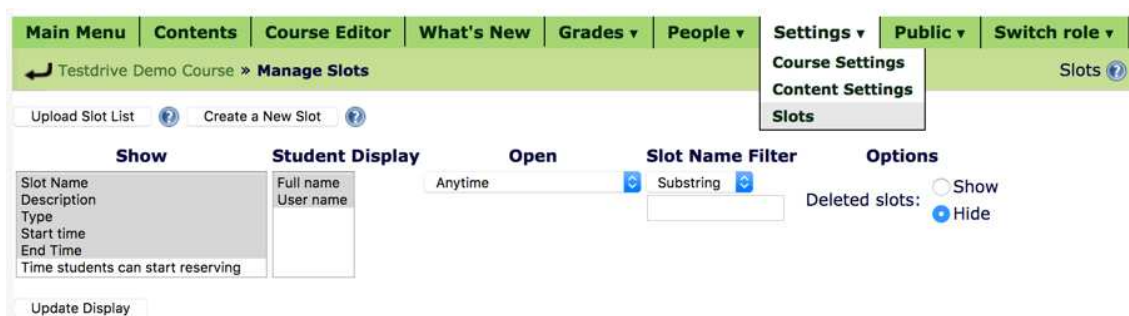 Main Menu Contents Course Editor What's New Grades ▾ People ▾ Settings ▾ Public ▾ Switch role ▾
Testdrive Demo Course » Manage Slots
Course Settings
Content Settings
Slots
Slots ?
Upload Slot List ? Create a New Slot ?
Show
Slot Name
Description
Type
Start time
End Time
Time students can start reserving
Student Display
Full name
User name
Open
Anytime
Slot Name Filter
Substring
Options
Deleted slots:
Show
Hide
Update Display